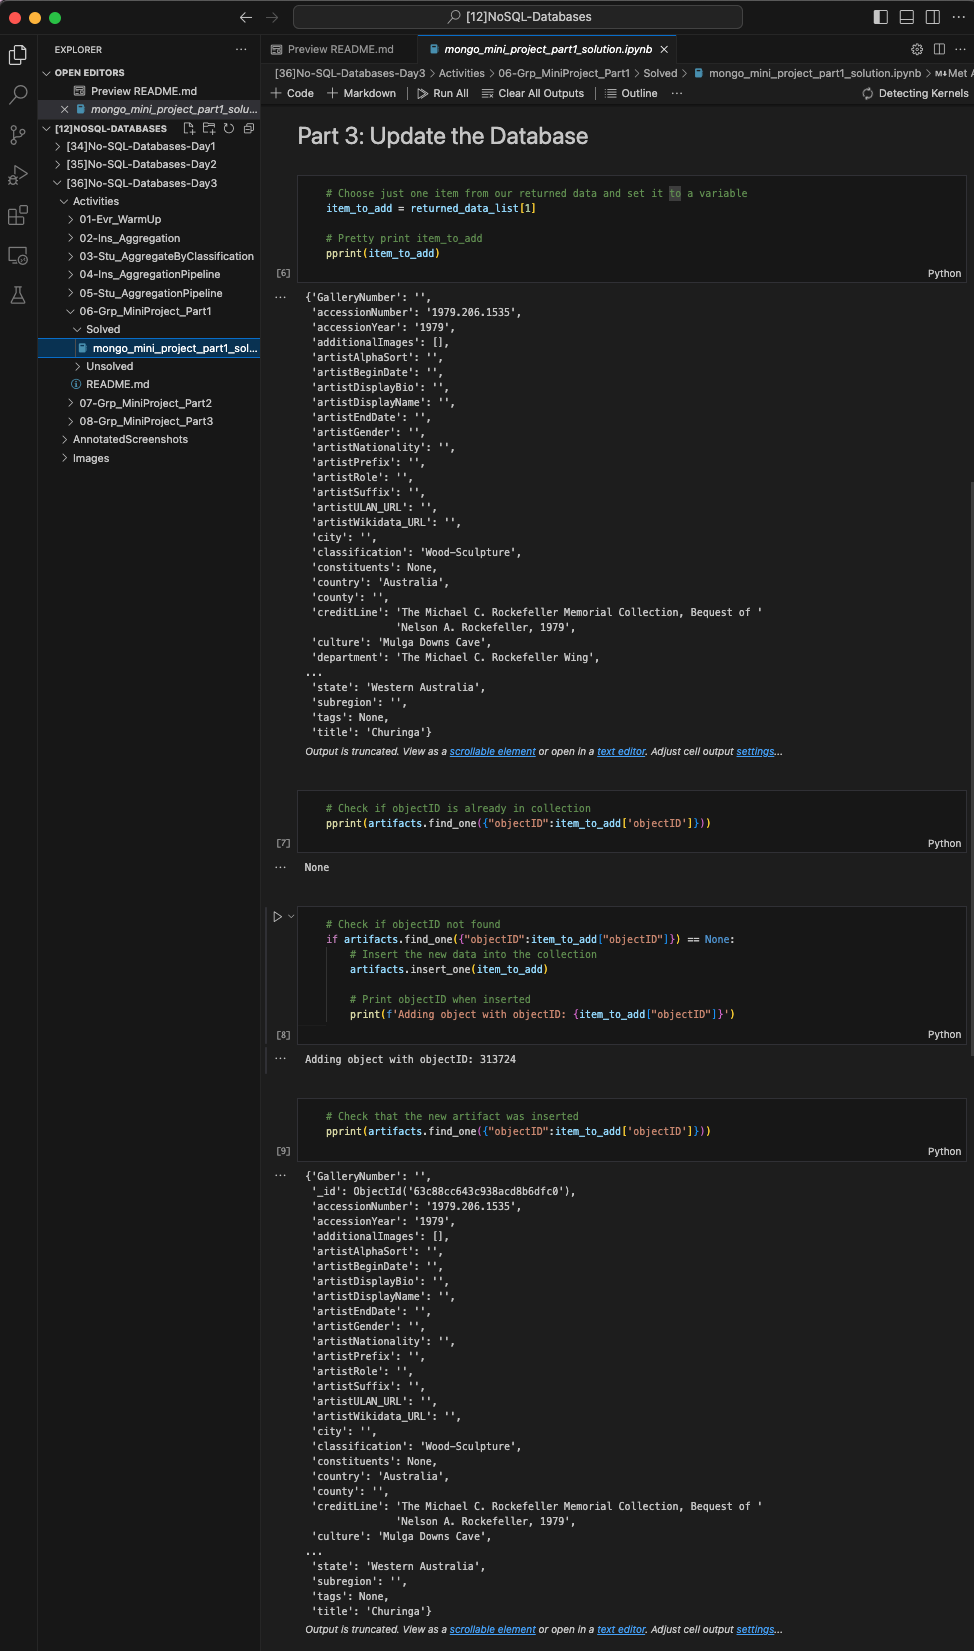 [12]NoSQL-Databases
EXPLORER
OPEN EDITORS
Preview README.md
mongo_mini_project_part1_solu...
[12]NOSQL-DATABASES
[34]No-SQL-Databases-Day1
[35]No-SQL-Databases-Day2
[36]No-SQL-Databases-Day3
Activities
01-Evr_WarmUp
02-Ins_Aggregation
03-Stu_AggregateByClassification
04-Ins_AggregationPipeline
05-Stu_AggregationPipeline
06-Grp_MiniProject_Part1
Solved
mongo_mini_project_part1_sol...
Unsolved
README.md
07-Grp_MiniProject_Part2
08-Grp_MiniProject_Part3
AnnotatedScreenshots
Images
Preview README.md
mongo_mini_project_part1_solution.ipynb
[36]No-SQL-Databases-Day3 > Activities > 06-Grp_MiniProject_Part1 > Solved > mongo_mini_project_part1_solution.ipynb > M↓Met A
+ Code + Markdown | Run All Clear All Outputs | Outline ... Detecting Kernels
Part 3: Update the Database
# Choose just one item from our returned data and set it to a variable
item_to_add = returned_data_list[1]
# Pretty print item_to_add
pprint(item_to_add)
[6]
Python
{'GalleryNumber': '',
'accessionNumber': '1979.206.1535',
'accessionYear': '1979',
'additionalImages': [],
'artistAlphaSort': '',
'artistBeginDate': '',
'artistDisplayBio': '',
'artistDisplayName': '',
'artistEndDate': '',
'artistGender': '',
'artistNationality': '',
'artistPrefix': '',
'artistRole': '',
'artistSuffix': '',
'artistULAN_URL': '',
'artistWikidata_URL': '',
'city': '',
'classification': 'Wood-Sculpture',
'constituents': None,
'country': 'Australia',
'county': '',
'creditLine': 'The Michael C. Rockefeller Memorial Collection, Bequest of '
'Nelson A. Rockefeller, 1979',
'culture': 'Mulga Downs Cave',
'department': 'The Michael C. Rockefeller Wing',
...
'state': 'Western Australia',
'subregion': '',
'tags': None,
'title': 'Churinga'}
Output is truncated. View as a scrollable element or open in a text editor. Adjust cell output settings...
# Check if objectID is already in collection
pprint(artifacts.find_one({"objectID":item_to_add['objectID']}))
[7]
Python
None
# Check if objectID not found
if artifacts.find_one({"objectID":item_to_add["objectID"]}) == None:
# Insert the new data into the collection
artifacts.insert_one(item_to_add)
# Print objectID when inserted
print(f'Adding object with objectID: {item_to_add["objectID"]}')
[8]
Python
Adding object with objectID: 313724
# Check that the new artifact was inserted
pprint(artifacts.find_one({"objectID":item_to_add['objectID']}))
[9]
Python
{'GalleryNumber': '',
'_id': ObjectId('63c88cc643c938acd8b6dfc0'),
'accessionNumber': '1979.206.1535',
'accessionYear': '1979',
'additionalImages': [],
'artistAlphaSort': '',
'artistBeginDate': '',
'artistDisplayBio': '',
'artistDisplayName': '',
'artistEndDate': '',
'artistGender': '',
'artistNationality': '',
'artistPrefix': '',
'artistRole': '',
'artistSuffix': '',
'artistULAN_URL': '',
'artistWikidata_URL': '',
'city': '',
'classification': 'Wood-Sculpture',
'constituents': None,
'country': 'Australia',
'county': '',
'creditLine': 'The Michael C. Rockefeller Memorial Collection, Bequest of '
'Nelson A. Rockefeller, 1979',
'culture': 'Mulga Downs Cave',
...
'state': 'Western Australia',
'subregion': '',
'tags': None,
'title': 'Churinga'}
Output is truncated. View as a scrollable element or open in a text editor. Adjust cell output settings...